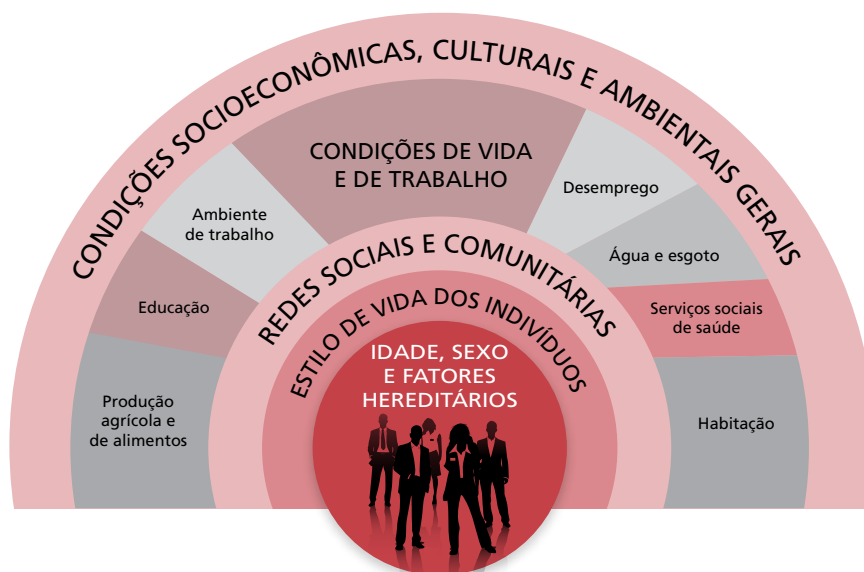 CONDIÇÕES SOCIOECONÔMICAS, CULTURAIS E AMBIENTAIS GERAIS
CONDIÇÕES DE VIDA
E DE TRABALHO
Desemprego
Ambiente
de trabalho
Água e esgoto
Educação
Serviços sociais
de saúde
Produção
agrícola e
de alimentos
Habitação
REDES SOCIAIS E COMUNITÁRIAS
ESTILO DE VIDA DOS INDIVÍDUOS
IDADE, SEXO
E FATORES
HEREDITÁRIOS